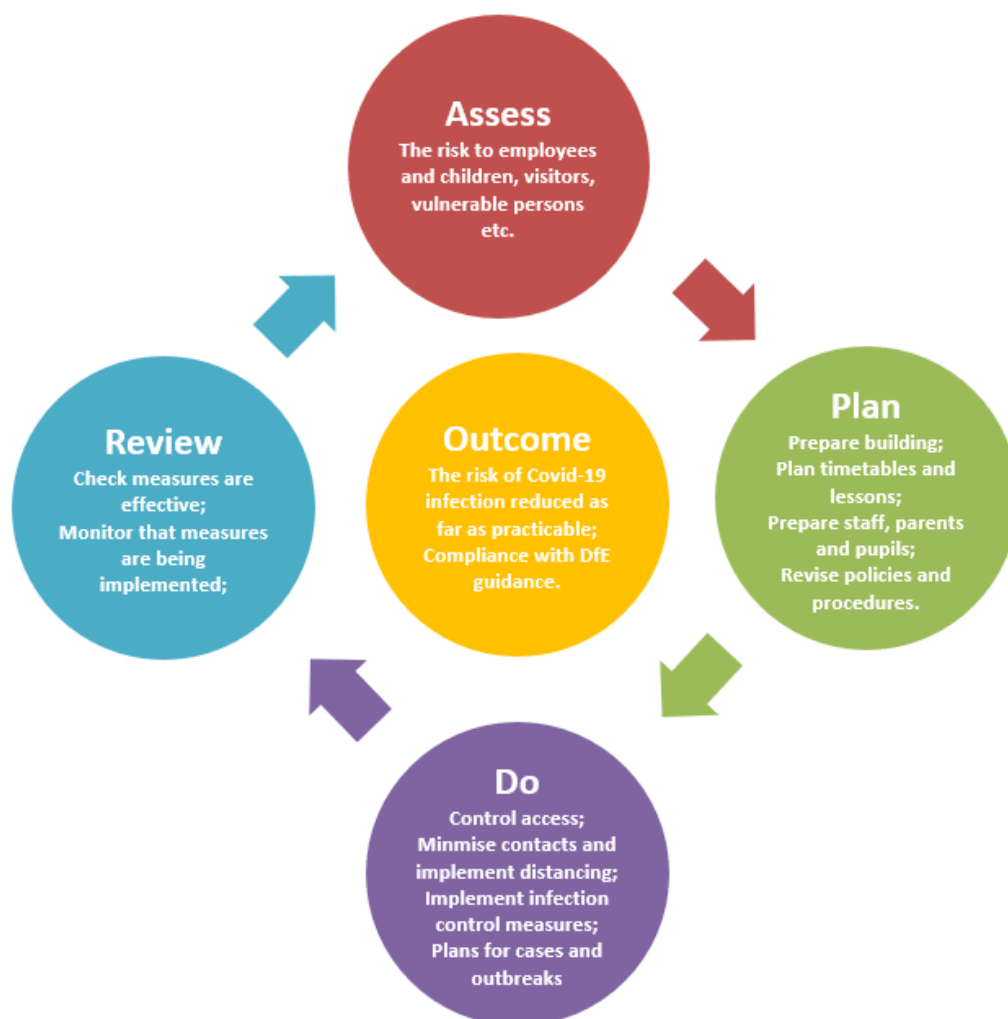 Assess
The risk to employees
and children, visitors,
vulnerable persons
etc.
Plan
Prepare building;
Plan timetables and
lessons;
Prepare staff, parents
and pupils;
Revise policies and
procedures.
Do
Control access;
Minmise contacts and
implement distancing;
Implement infection
control measures;
Plans for cases and
outbreaks
Review
Check measures are
effective;
Monitor that measures
are being
implemented;
Outcome
The risk of Covid-19
infection reduced as
far as practicable;
Compliance with DfE
guidance.